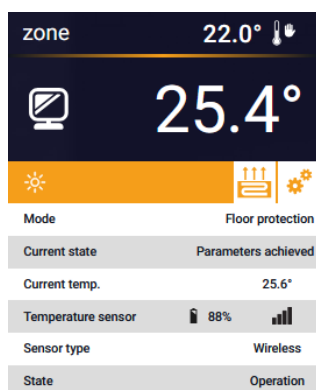 zone 22.0°
25.4°
Mode Floor protection
Current state Parameters achieved
Current temp. 25.6°
Temperature sensor 88%
Sensor type Wireless
State Operation